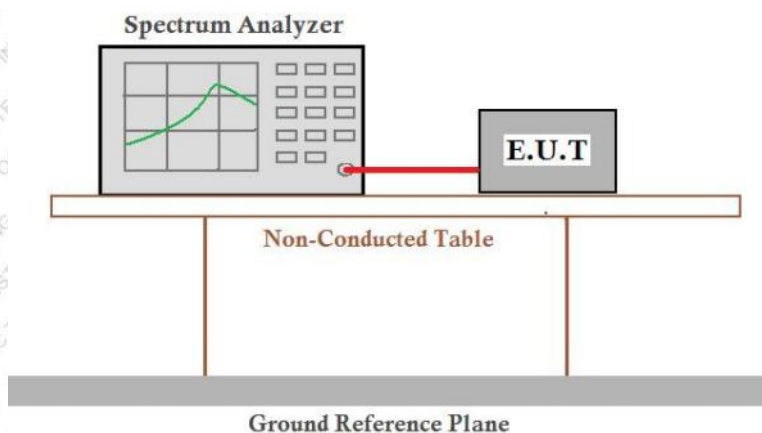 Spectrum Analyzer
E.U.T
Non-Conducted Table
Ground Reference Plane